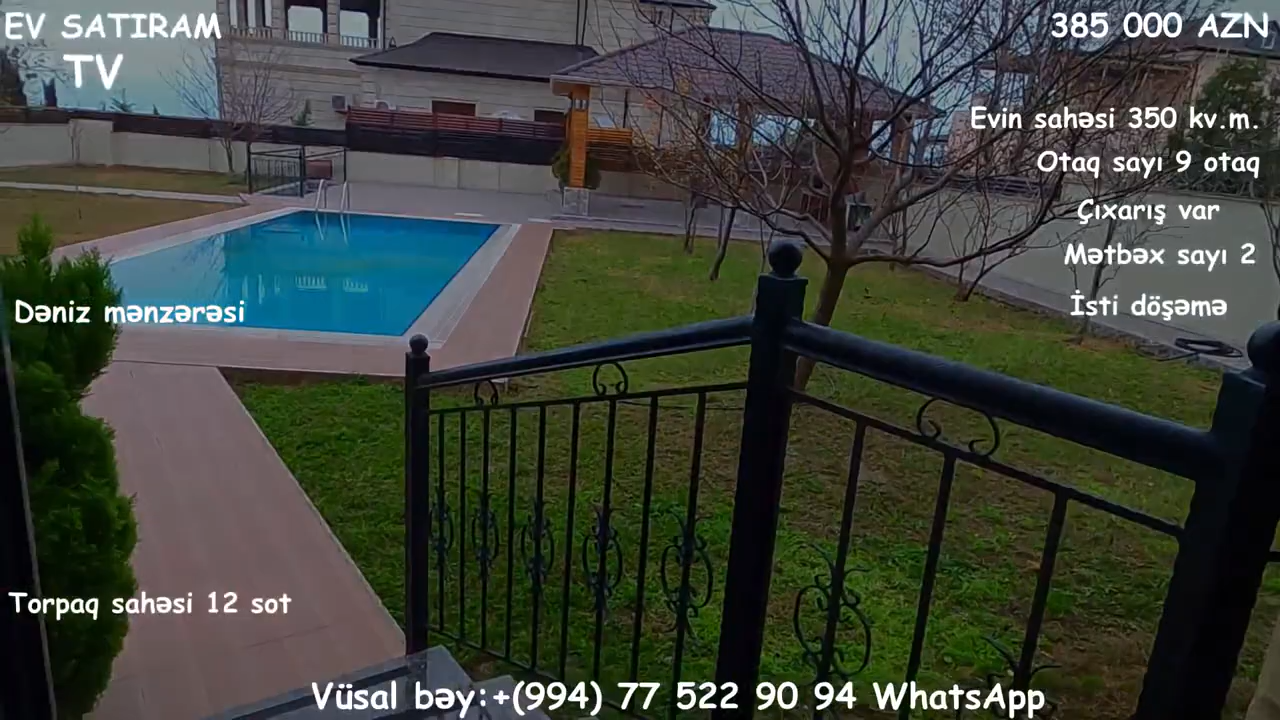 EV SATIRAM
TV
385 000 AZN
Evin sahəsi 350 kv.m.
Otaq sayı 9 otaq
Çıxarış var
Mətbəx sayı 2
İsti döşəmə
Dəniz mənzərəsi
Torpaq sahəsi 12 sot
Vüsal bəy:+(994) 77 522 90 94 WhatsApp